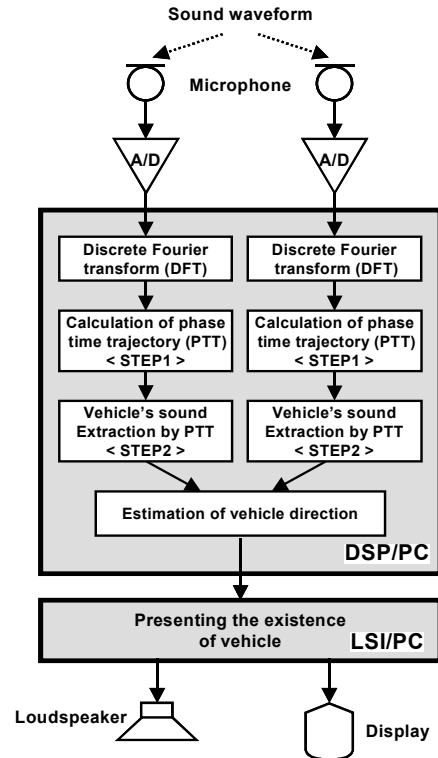 Sound waveform
Microphone
A/D
A/D
Discrete Fourier
transform (DFT)
Discrete Fourier
transform (DFT)
Calculation of phase
time trajectory (PTT)
< STEP1 >
Calculation of phase
time trajectory (PTT)
< STEP1 >
Vehicle's sound
Extraction by PTT
< STEP2 >
Vehicle's sound
Extraction by PTT
< STEP2 >
Estimation of vehicle direction
DSP/PC
Presenting the existence
of vehicle
LSI/PC
Loudspeaker
Display